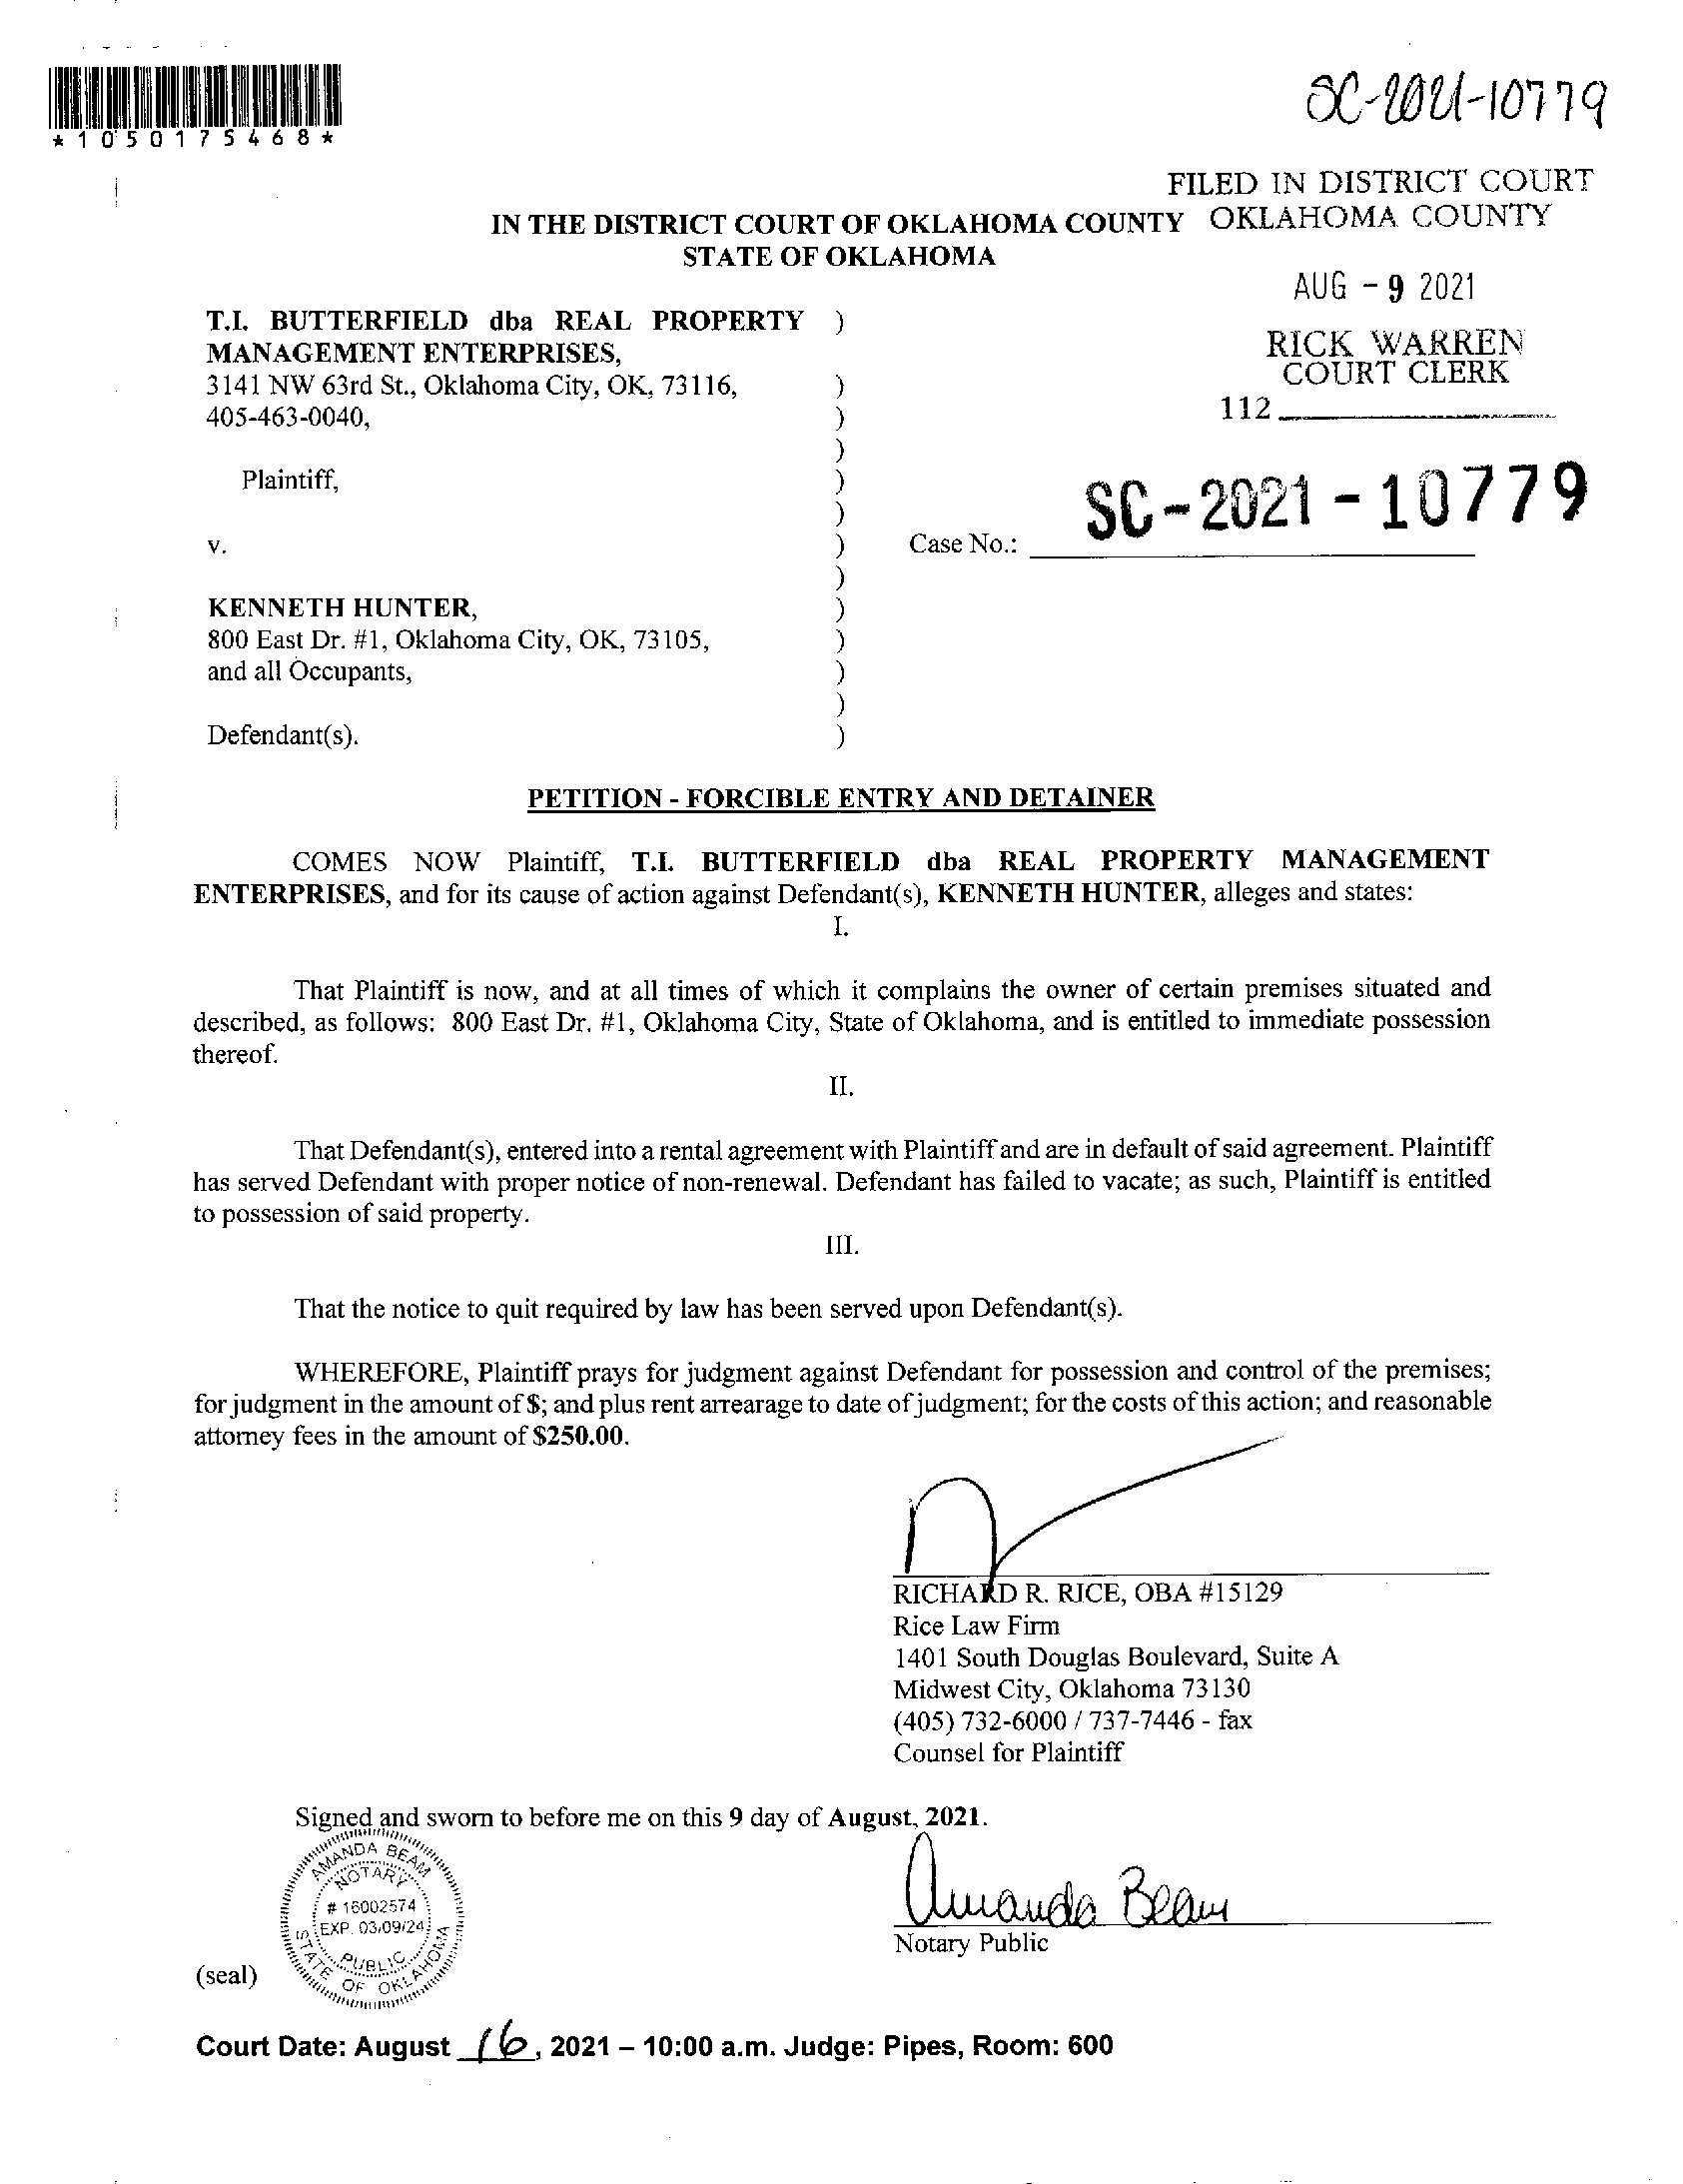 SC-2021-10779
*1050175468*
FILED IN DISTRICT COURT
OKLAHOMA COUNTY
IN THE DISTRICT COURT OF OKLAHOMA COUNTY
STATE OF OKLAHOMA
AUG - 9 2021
RICK WARREN
COURT CLERK
112
T.I. BUTTERFIELD dba REAL PROPERTY )
MANAGEMENT ENTERPRISES,
3141 NW 63rd St., Oklahoma City, OK, 73116, )
405-463-0040, )
)
Plaintiff, )
)
v. ) Case No.: SC-2021-10779
)
KENNETH HUNTER, )
800 East Dr. #1, Oklahoma City, OK, 73105, )
and all Occupants, )
)
Defendant(s). )
PETITION - FORCIBLE ENTRY AND DETAINER
COMES NOW Plaintiff, T.I. BUTTERFIELD dba REAL PROPERTY MANAGEMENT
ENTERPRISES, and for its cause of action against Defendant(s), KENNETH HUNTER, alleges and states:
I.
That Plaintiff is now, and at all times of which it complains the owner of certain premises situated and
described, as follows: 800 East Dr. #1, Oklahoma City, State of Oklahoma, and is entitled to immediate possession
thereof.
II.
That Defendant(s), entered into a rental agreement with Plaintiff and are in default of said agreement. Plaintiff
has served Defendant with proper notice of non-renewal. Defendant has failed to vacate; as such, Plaintiff is entitled
to possession of said property.
III.
That the notice to quit required by law has been served upon Defendant(s).
WHEREFORE, Plaintiff prays for judgment against Defendant for possession and control of the premises;
for judgment in the amount of $; and plus rent arrearage to date of judgment; for the costs of this action; and reasonable
attorney fees in the amount of $250.00.
RICHARD R. RICE, OBA #15129
Rice Law Firm
1401 South Douglas Boulevard, Suite A
Midwest City, Oklahoma 73130
(405) 732-6000 / 737-7446 - fax
Counsel for Plaintiff
Signed and sworn to before me on this 9 day of August, 2021.
AMANDA BEAM
NOTARY
# 16002574
EXP. 03/09/24
PUBLIC
STATE OF OKLAHOMA
Amanda Beam
Notary Public
(seal)
Court Date: August 16, 2021 – 10:00 a.m. Judge: Pipes, Room: 600